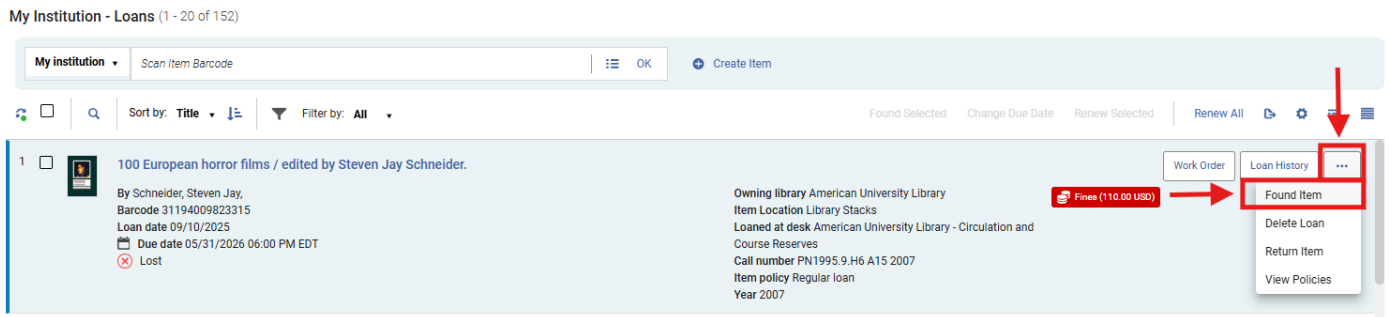 My Institution - Loans (1 - 20 of 152)
My institution Scan Item Barcode OK Create Item
Sort by: Title Filter by: All Found Selected Change Due Date Renew Selected Renew All
1 100 European horror films / edited by Steven Jay Schneider. Work Order Loan History ...
By Schneider, Steven Jay, Owning library American University Library Fines (110.00 USD) Found Item
Barcode 31194009823315 Item Location Library Stacks
Loan date 09/10/2025 Loaned at desk American University Library - Circulation and Delete Loan
Due date 05/31/2026 06:00 PM EDT Course Reserves Return Item
Lost Call number PN1995.9.H6 A15 2007
Item policy Regular loan View Policies
Year 2007